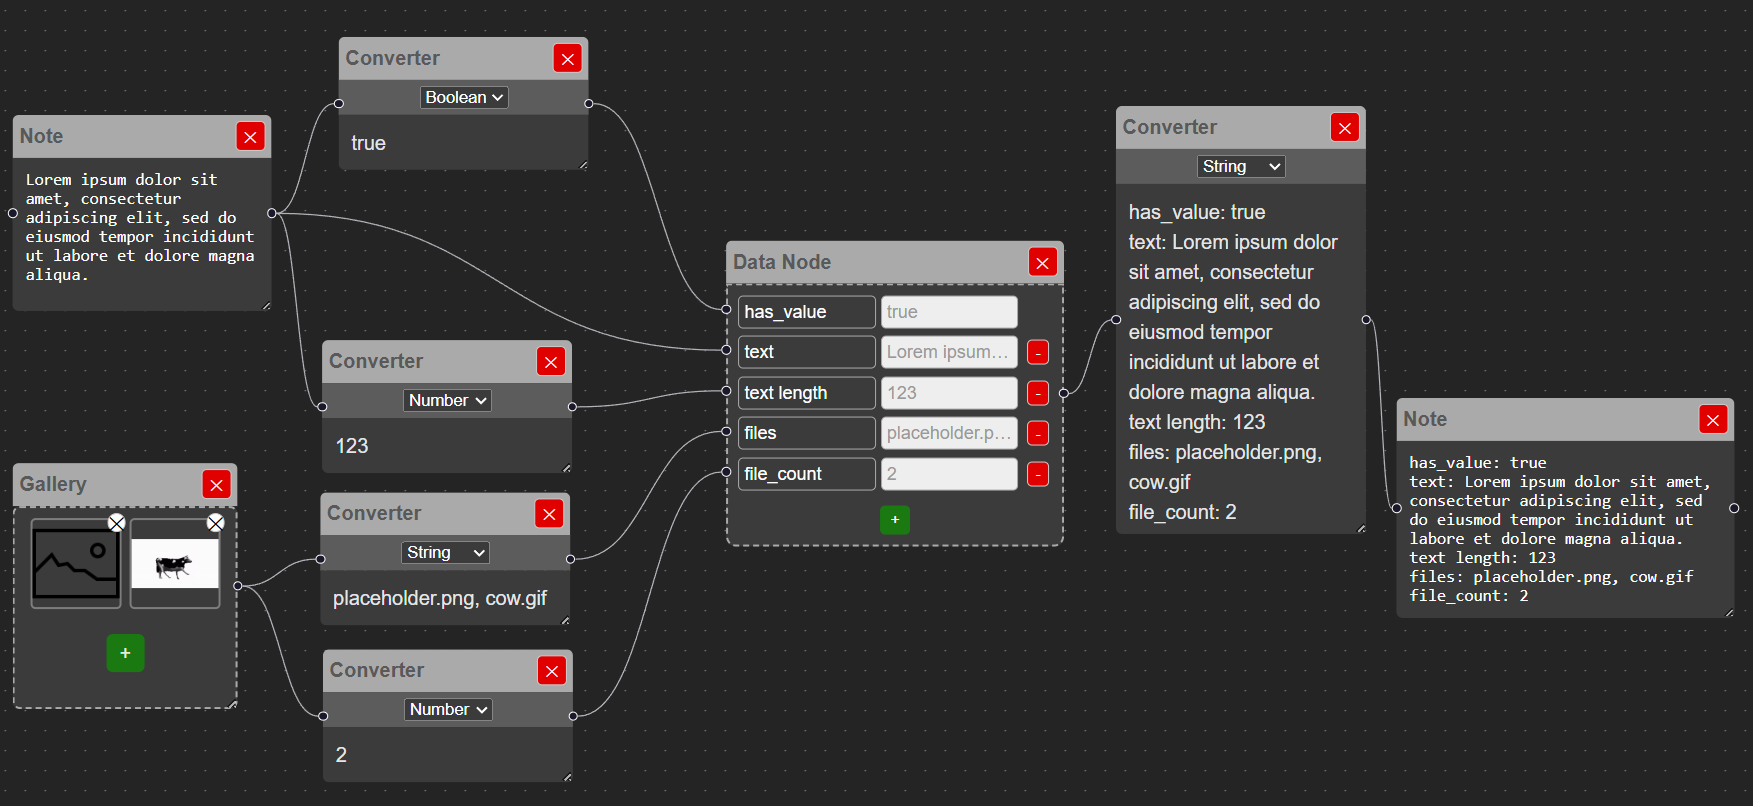 Converter
Boolean
true
Note
Lorem ipsum dolor sit
amet, consectetur
adipiscing elit, sed do
eiusmod tempor incididunt
ut labore et dolore magna
aliqua.
Converter
Number
123
Gallery
+
Converter
String
placeholder.png, cow.gif
Converter
Number
2
Data Node
has_value true
text Lorem ipsum… -
text length 123 -
files placeholder.p… -
file_count 2 -
+
Converter
String
has_value: true
text: Lorem ipsum dolor
sit amet, consectetur
adipiscing elit, sed do
eiusmod tempor
incididunt ut labore et
dolore magna aliqua.
text length: 123
files: placeholder.png,
cow.gif
file_count: 2
Note
has_value: true
text: Lorem ipsum dolor sit amet,
consectetur adipiscing elit, sed
do eiusmod tempor incididunt ut
labore et dolore magna aliqua.
text length: 123
files: placeholder.png, cow.gif
file_count: 2